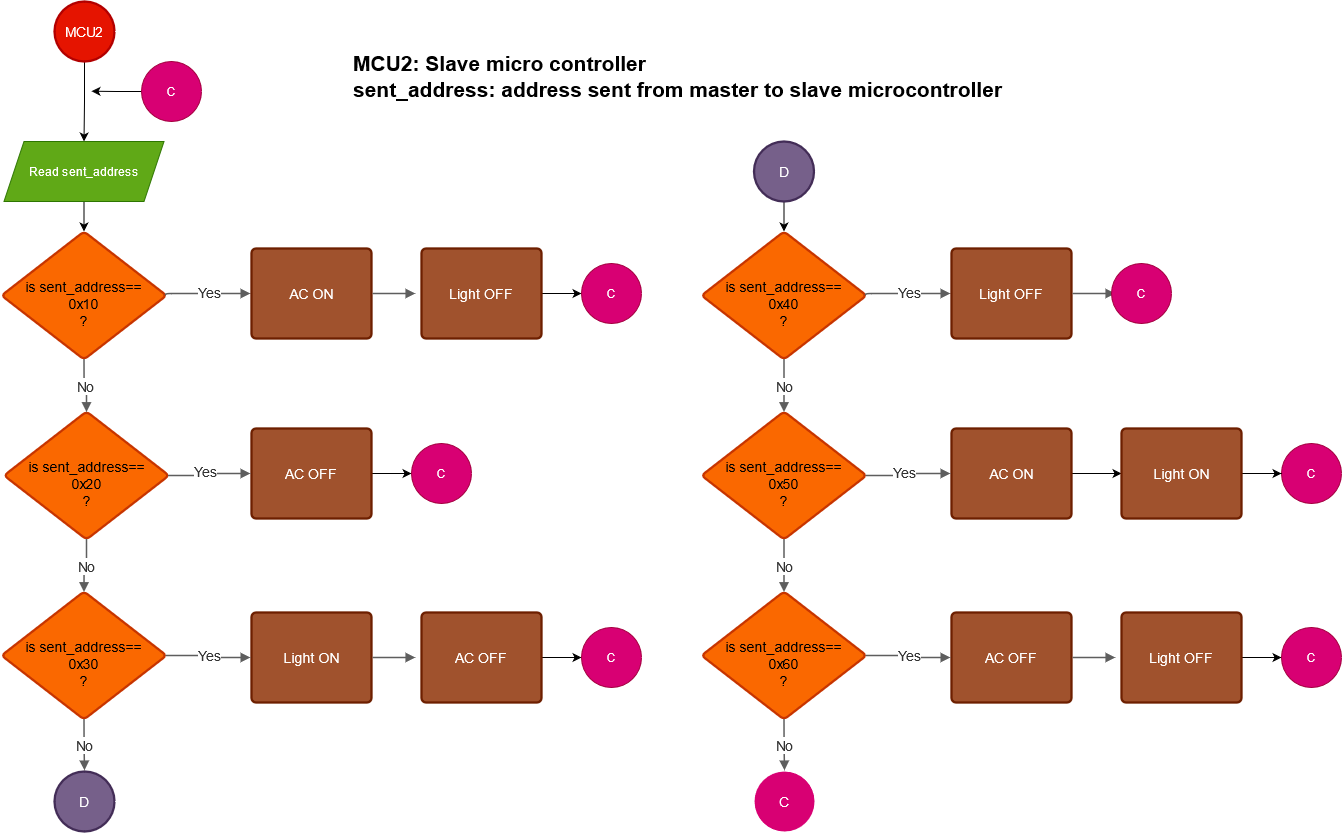 MCU2
C
MCU2: Slave micro controller
sent_address: address sent from master to slave microcontroller
Read sent_address
is sent_address==
0x10
?
Yes
AC ON
Light OFF
C
No
is sent_address==
0x20
?
Yes
AC OFF
C
No
is sent_address==
0x30
?
Yes
Light ON
AC OFF
C
No
D
D
is sent_address==
0x40
?
Yes
Light OFF
C
No
is sent_address==
0x50
?
Yes
AC ON
Light ON
C
No
is sent_address==
0x60
?
Yes
AC OFF
Light OFF
C
No
C